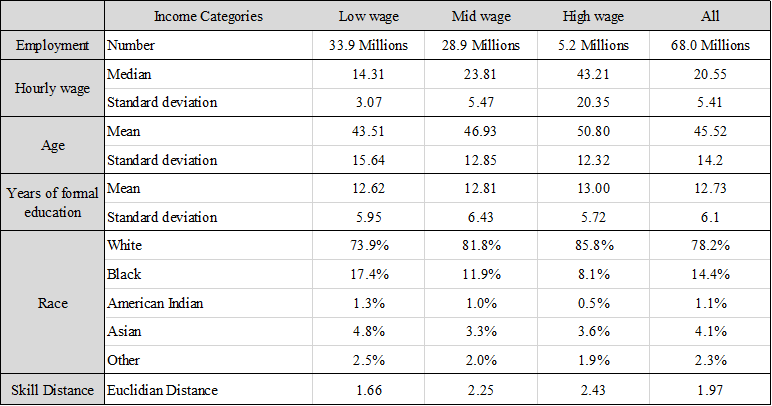 Income Categories Low wage Mid wage High wage All
Employment Number 33.9 Millions 28.9 Millions 5.2 Millions 68.0 Millions
Hourly wage Median 14.31 23.81 43.21 20.55
Standard deviation 3.07 5.47 20.35 5.41
Age Mean 43.51 46.93 50.80 45.52
Standard deviation 15.64 12.85 12.32 14.2
Years of formal education Mean 12.62 12.81 13.00 12.73
Standard deviation 5.95 6.43 5.72 6.1
Race White 73.9% 81.8% 85.8% 78.2%
Black 17.4% 11.9% 8.1% 14.4%
American Indian 1.3% 1.0% 0.5% 1.1%
Asian 4.8% 3.3% 3.6% 4.1%
Other 2.5% 2.0% 1.9% 2.3%
Skill Distance Euclidian Distance 1.66 2.25 2.43 1.97